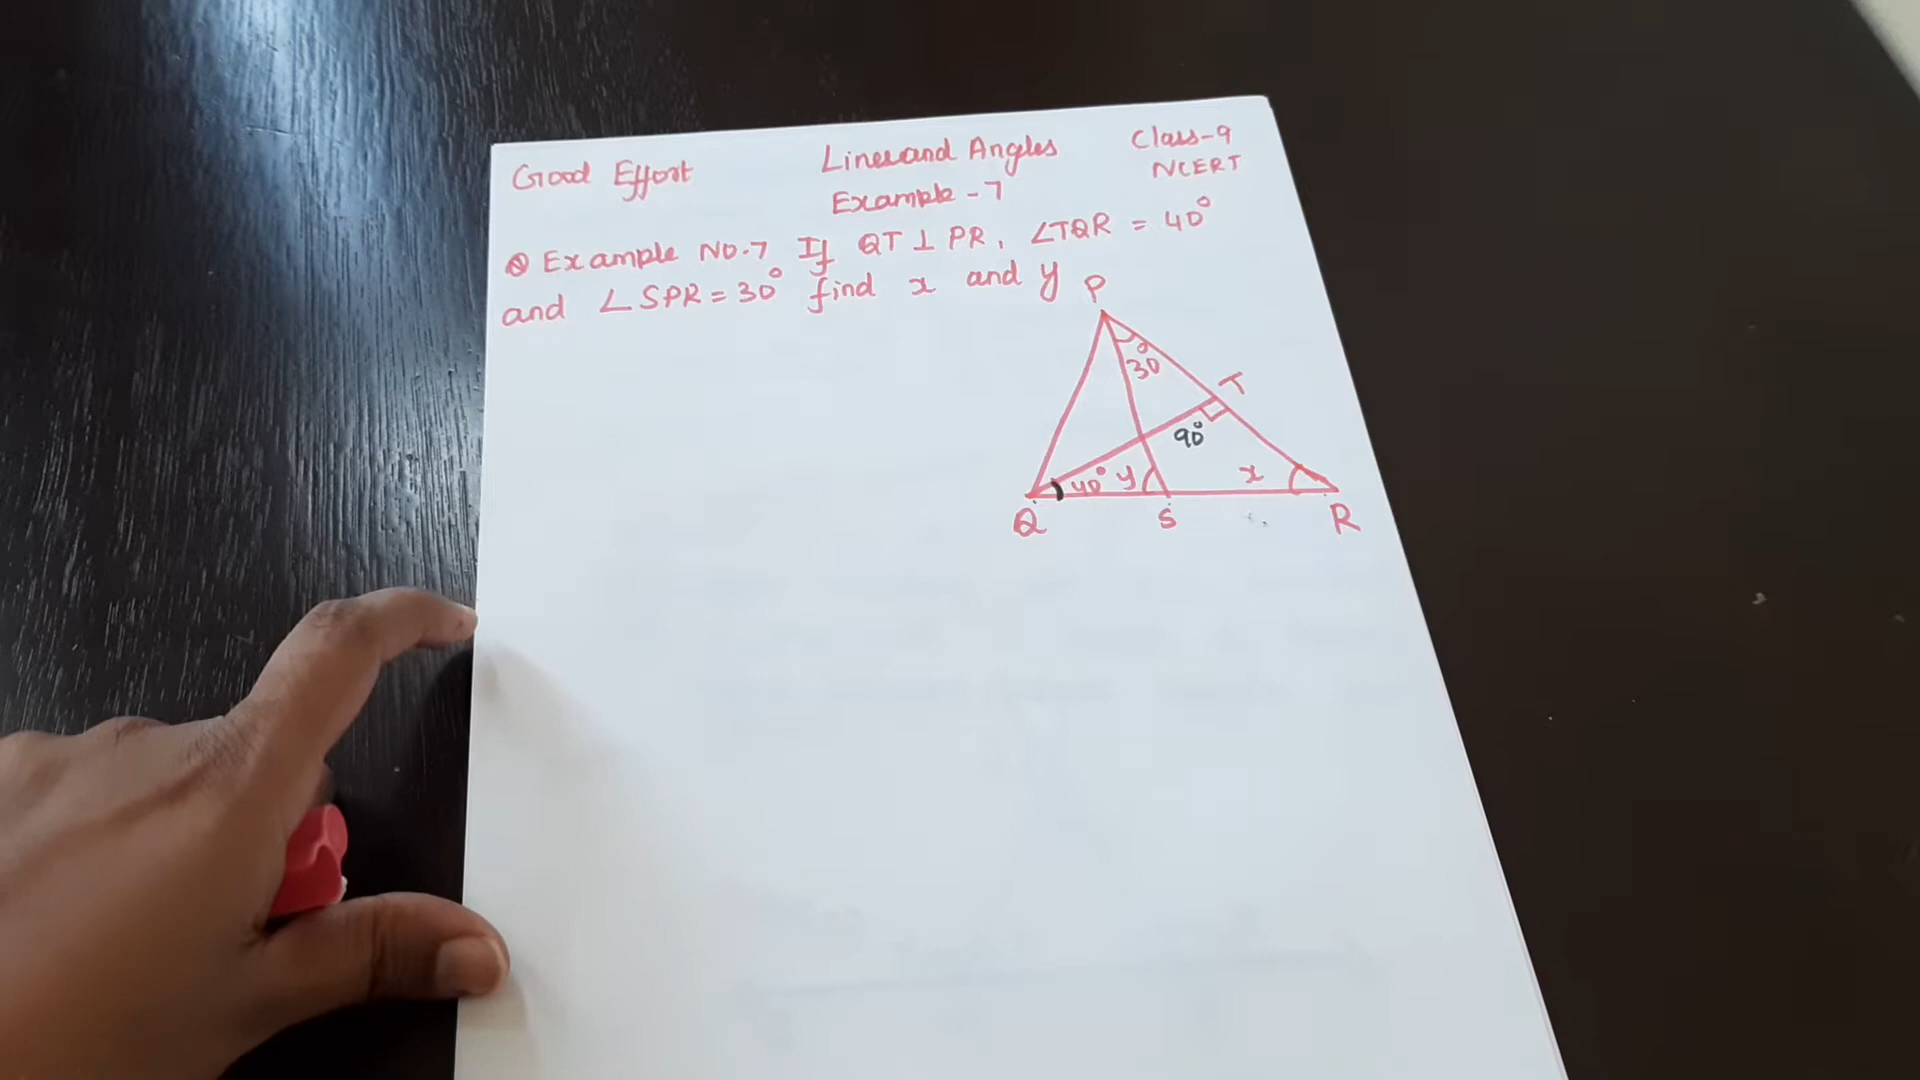 Good Effort
Lines and Angles
Class-9
NCERT
Example-7
Q Example No.7 If QT ⊥ PR, ∠TQR = 40°
and ∠SPR = 30° find x and y
P
30°
T
90°
40°
y
x
Q
S
R